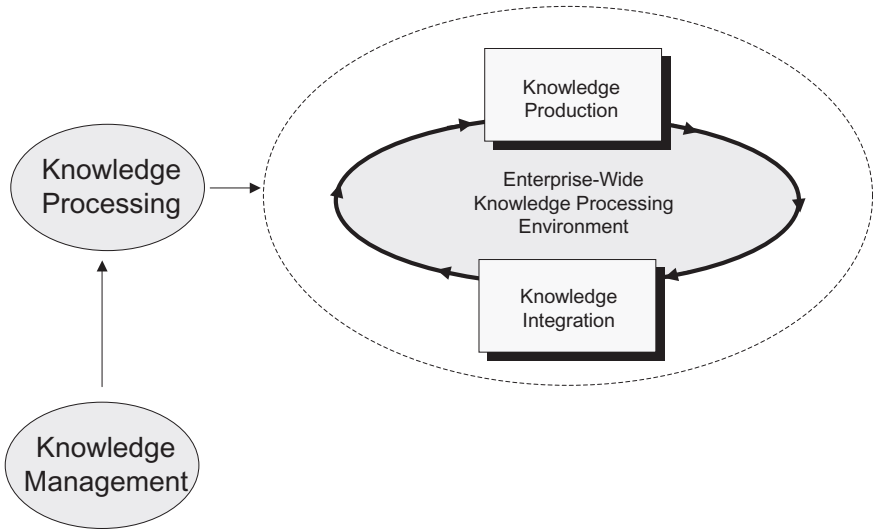 Knowledge
Production
Knowledge
Processing
Enterprise-Wide
Knowledge Processing
Environment
Knowledge
Integration
Knowledge
Management